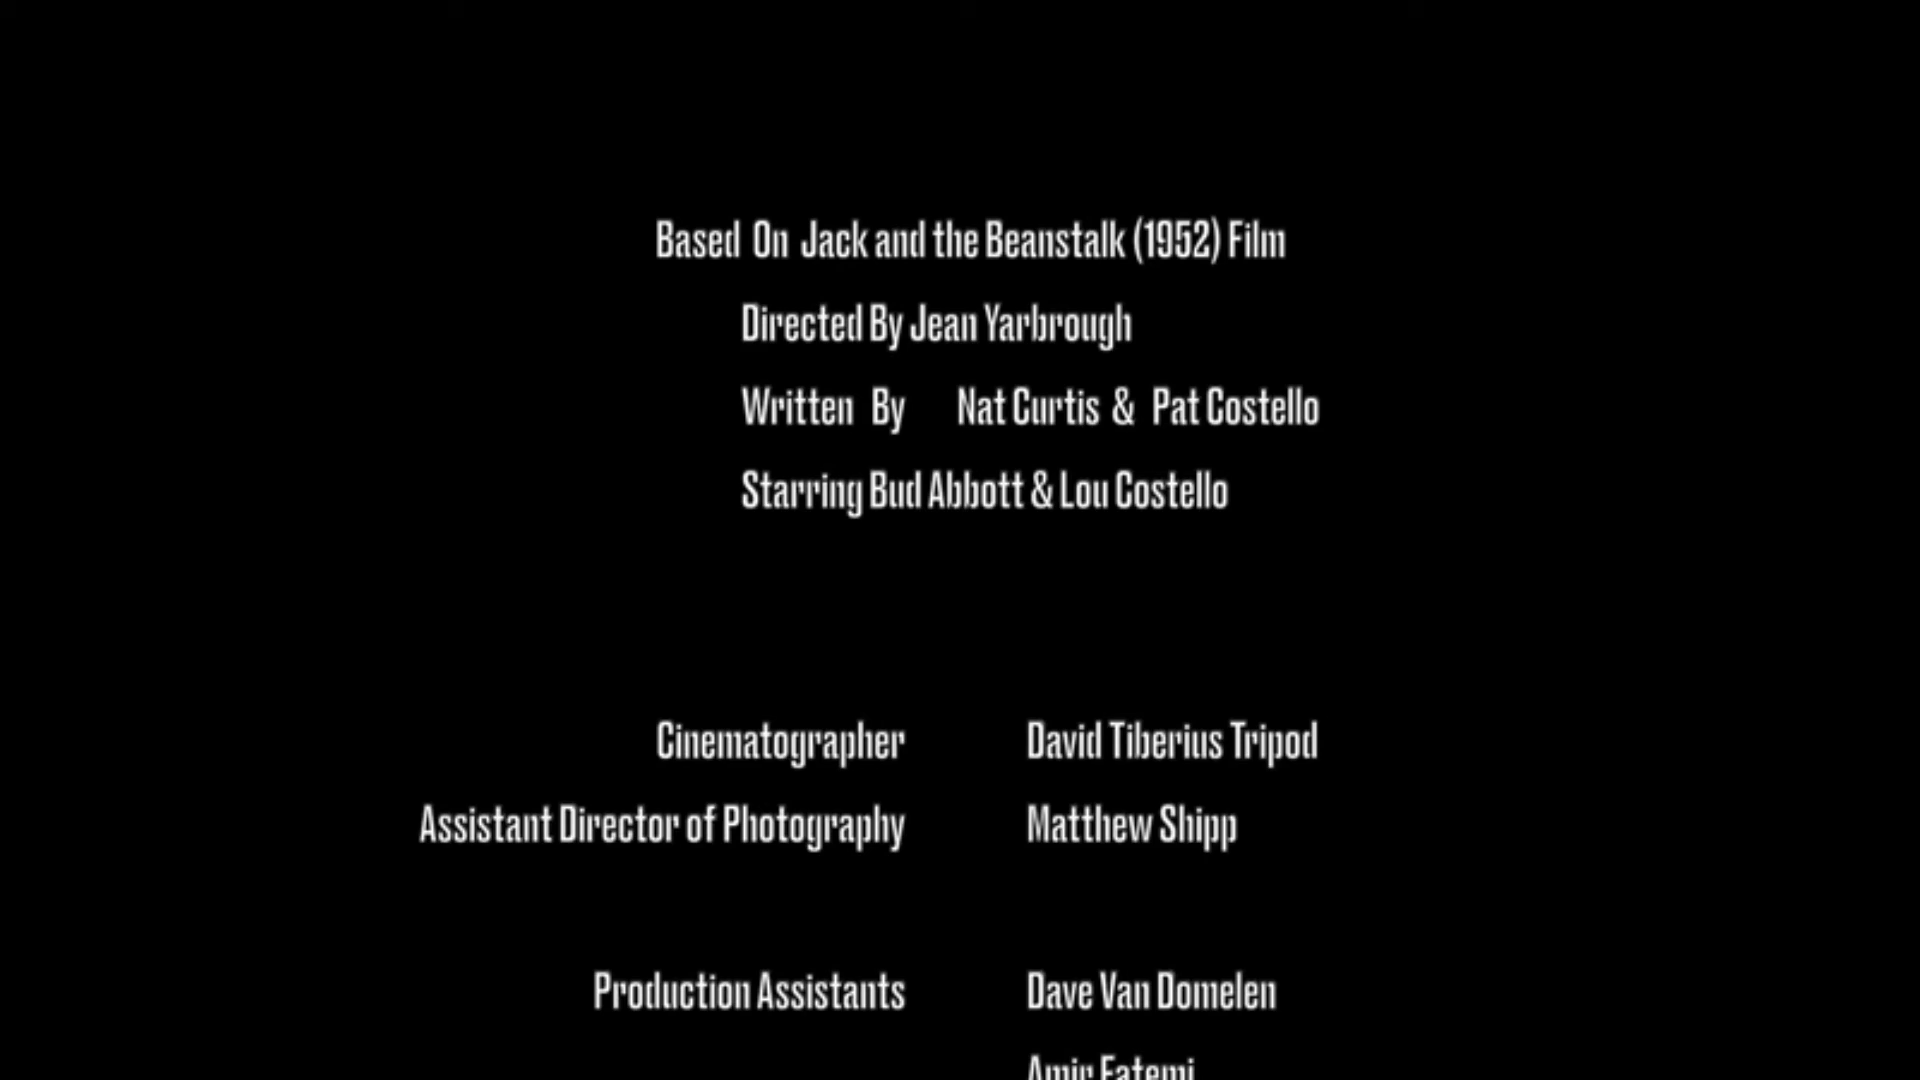 Based On Jack and the Beanstalk (1952) Film
Directed By Jean Yarbrough
Written By Nat Curtis & Pat Costello
Starring Bud Abbott & Lou Costello
Cinematographer David Tiberius Tripod
Assistant Director of Photography Matthew Shipp
Production Assistants Dave Van Domelen
Amir Fatemi